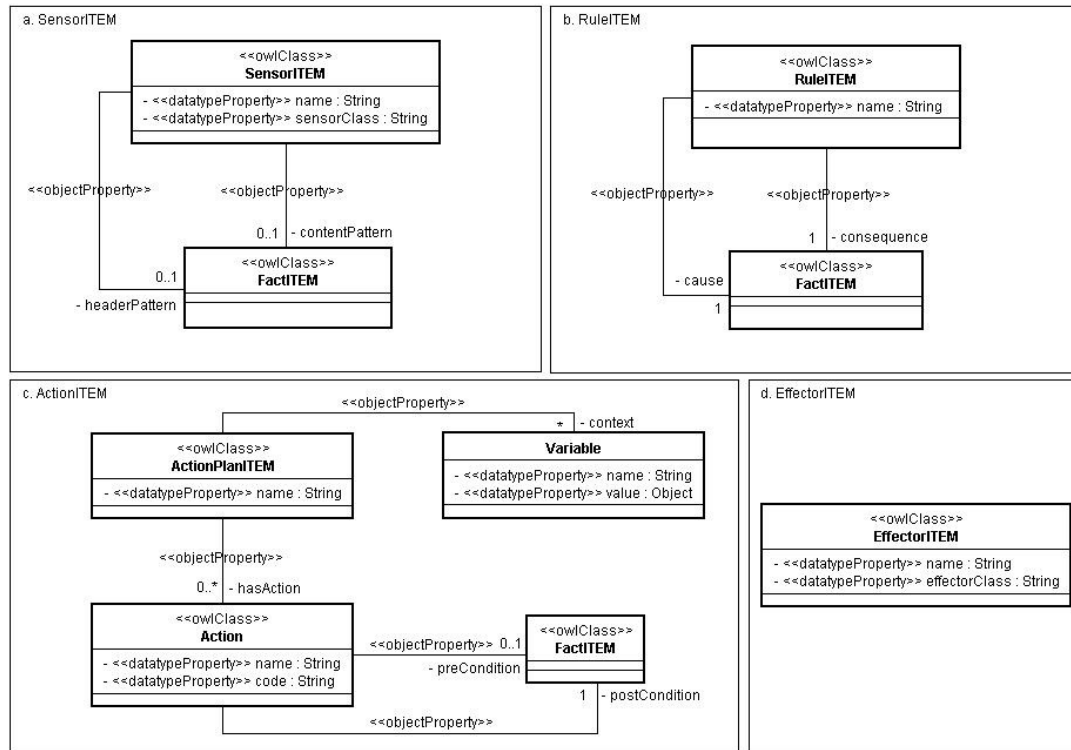 a. SensorITEM
<<owlClass>>
SensorITEM
- <<datatypeProperty>> name : String
- <<datatypeProperty>> sensorClass : String
<<objectProperty>>
<<objectProperty>>
0..1
- contentPattern
<<owlClass>>
FactITEM
0..1
- headerPattern
b. RuleITEM
<<owlClass>>
RuleITEM
- <<datatypeProperty>> name : String
<<objectProperty>>
<<objectProperty>>
1
- consequence
<<owlClass>>
FactITEM
- cause
1
c. ActionITEM
<<objectProperty>>
* - context
<<owlClass>>
ActionPlanITEM
- <<datatypeProperty>> name : String
Variable
- <<datatypeProperty>> name : String
- <<datatypeProperty>> value : Object
<<objectProperty>>
0..* - hasAction
<<owlClass>>
Action
- <<datatypeProperty>> name : String
- <<datatypeProperty>> code : String
<<objectProperty>> 0..1
- preCondition
<<owlClass>>
FactITEM
1 - postCondition
<<objectProperty>>
d. EffectorITEM
<<owlClass>>
EffectorITEM
- <<datatypeProperty>> name : String
- <<datatypeProperty>> effectorClass : String